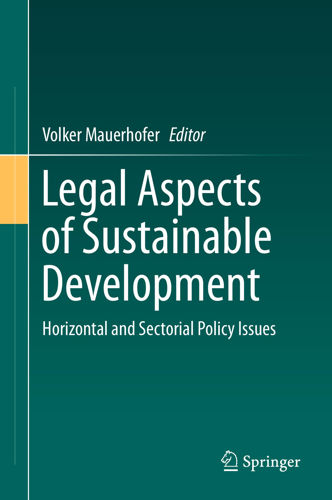 Volker Mauerhofer Editor
Legal Aspects
of Sustainable
Development
Horizontal and Sectorial Policy Issues
Springer